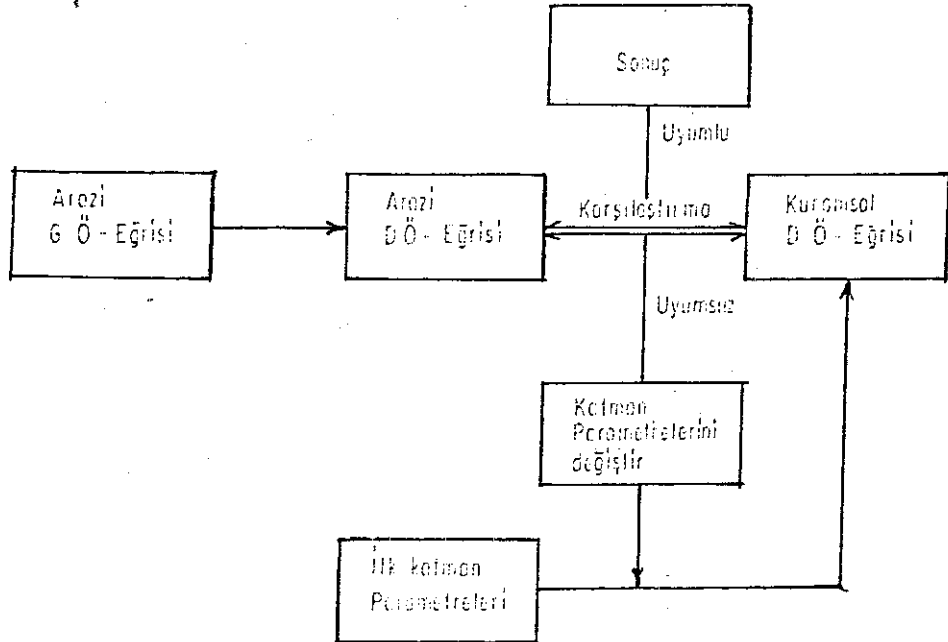 Sonuç
Uyumlu
Arazi
G Ö - Eğrisi
Arazi
D Ö - Eğrisi
Karşılaştırma
Kuramsal
D Ö - Eğrisi
Uyumsuz
Katman
Parametrelerini
değiştir
İlk katman
Parametreleri